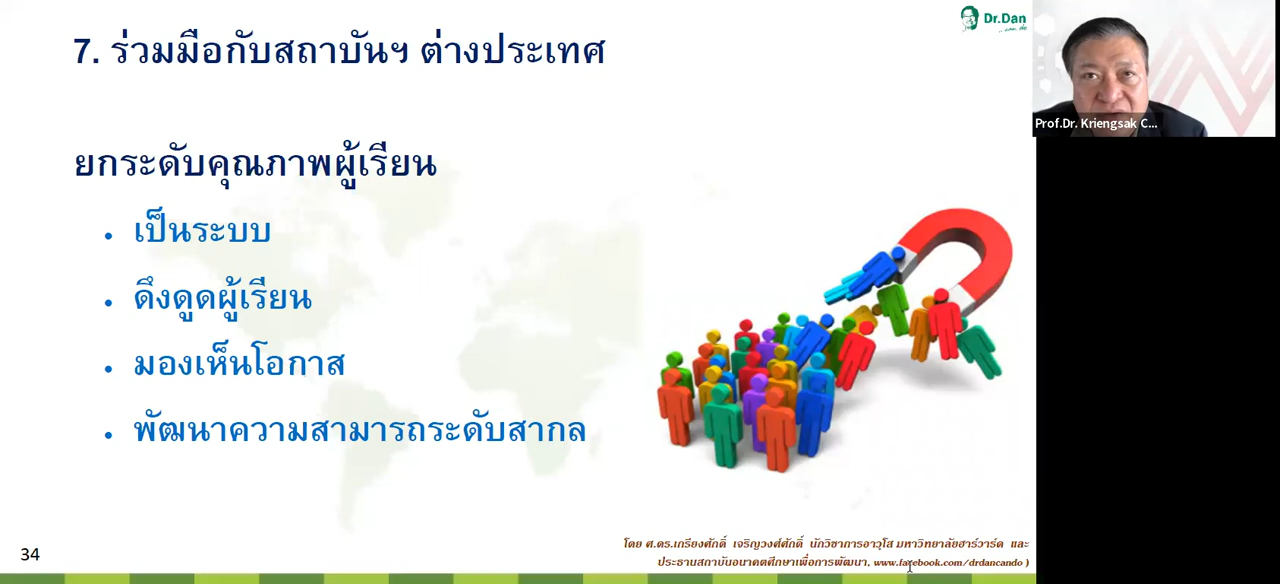 7. ร่วมมือกับสถาบันฯ ต่างประเทศ
Dr.Dan
Prof.Dr. Kriengsak C...
ยกระดับคุณภาพผู้เรียน
• เป็นระบบ
• ดึงดูดผู้เรียน
• มองเห็นโอกาส
• พัฒนาความสามารถระดับสากล
34
โดย ศ.ดร.เกรียงศักดิ์ เจริญวงศ์ศักดิ์ นักวิชาการอาวุโส มหาวิทยาลัยฮาร์วาร์ด และ
ประธานสถาบันอนาคตศึกษาเพื่อการพัฒนา, www.facebook.com/drdancando )